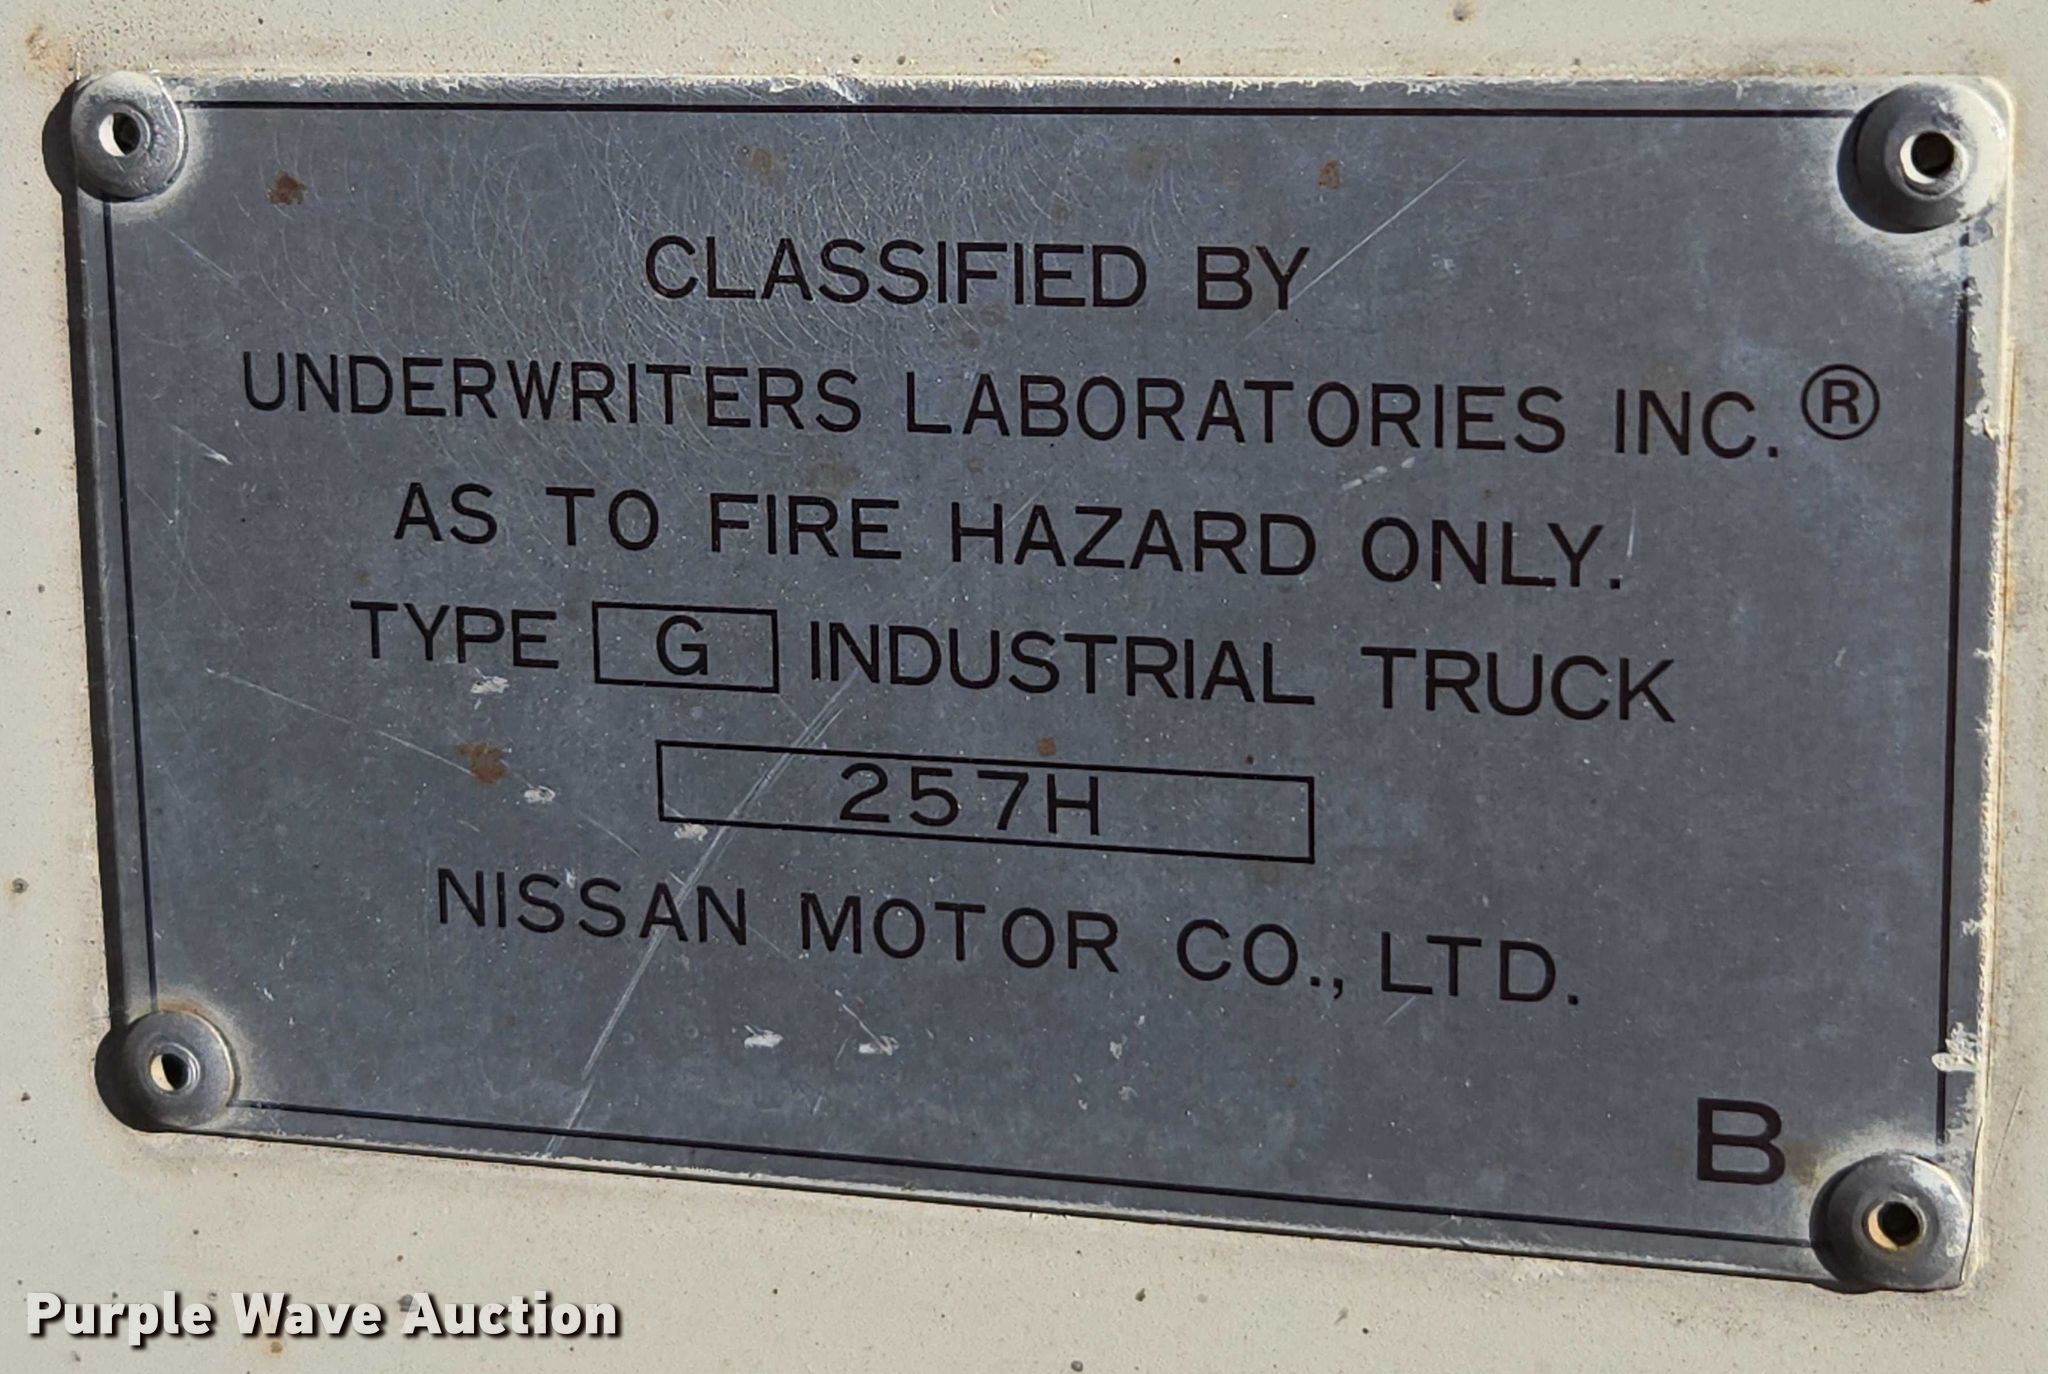 CLASSIFIED BY
UNDERWRITERS LABORATORIES INC.®
AS TO FIRE HAZARD ONLY.
TYPE G INDUSTRIAL TRUCK
257H
NISSAN MOTOR CO., LTD.
B
Purple Wave Auction